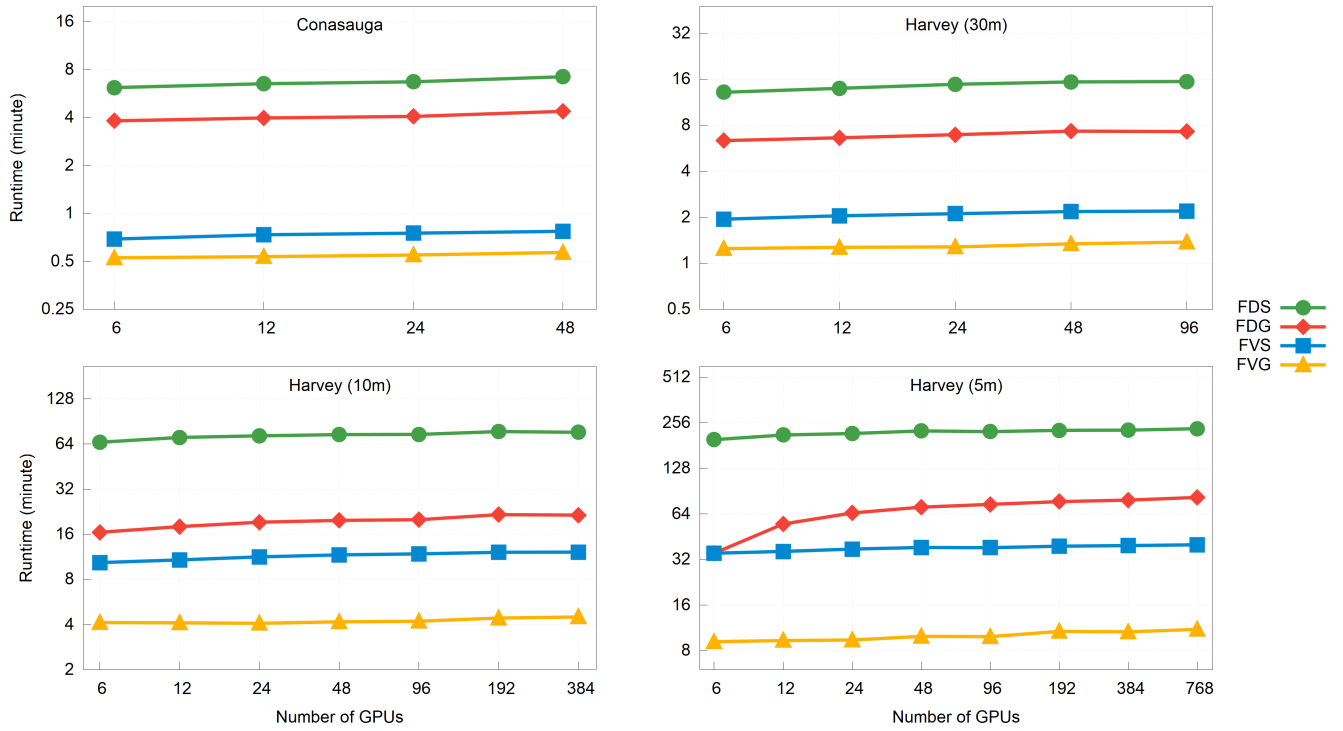 Conasauga
Runtime (minute)
16
8
4
2
1
0.5
0.25
6 12 24 48
Harvey (30m)
32
16
8
4
2
1
0.5
6 12 24 48 96
FDS
FDG
FVS
FVG
Harvey (10m)
Runtime (minute)
128
64
32
16
8
4
2
6 12 24 48 96 192 384
Number of GPUs
Harvey (5m)
512
256
128
64
32
16
8
6 12 24 48 96 192 384 768
Number of GPUs